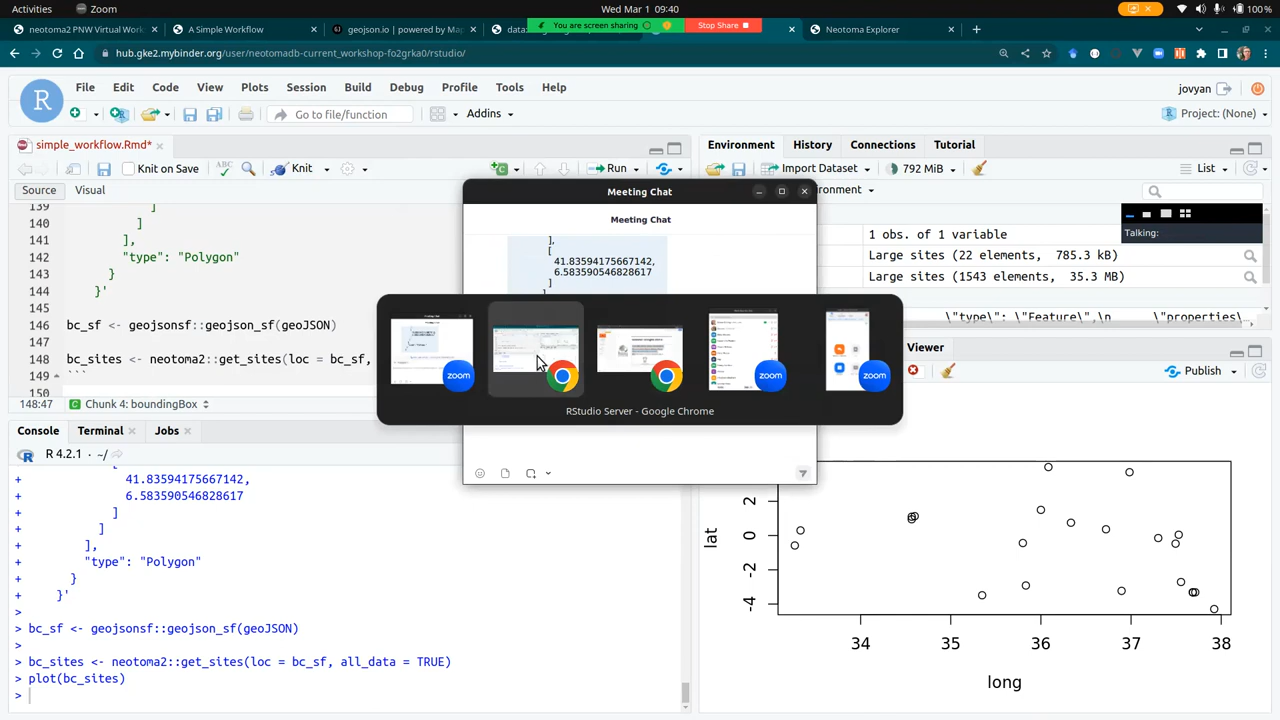 Activities Zoom
Wed Mar 1 09:40
100 %
You are screen sharing
Stop Share
neotoma2 PNW Virtual Work
A Simple Workflow
geojson.io | powered by Ma
Neotoma Explorer
hub.gke2.mybinder.org/user/neotomadb-current_workshop-fo2grka0/rstudio/
File Edit Code View Plots Session Build Debug Profile Tools Help
jovyan
Go to file/function
Addins
Project: (None)
simple_workflow.Rmd*
Environment History Connections Tutorial
Knit on Save
ABC
Knit
Run
Import Dataset
792 MiB
List
Source Visual
Meeting Chat
Meeting Chat
Talking:
139 ]
140 ]
141 ],
142 "type": "Polygon"
143 }
144 }'
145
146 bc_sf <- geojsonsf::geojson_sf(geoJSON)
147
148 bc_sites <- neotoma2::get_sites(loc = bc_sf,
149 ```
150
148:47 Chunk 4: boundingBox
],
[
41.83594175667142,
6.583590546828617
]
1 obs. of 1 variable
Large sites (22 elements, 785.3 kB)
Large sites (1543 elements, 35.3 MB)
\"type\": \"Feature\",\n \"properties
zoom
zoom
zoom
RStudio Server - Google Chrome
Viewer
Publish
Console Terminal Jobs
R 4.2.1 · ~/
+ [
+ 41.83594175667142,
+ 6.583590546828617
+ ]
+ ]
+ ],
+ "type": "Polygon"
+ }
+ }'
>
> bc_sf <- geojsonsf::geojson_sf(geoJSON)
>
> bc_sites <- neotoma2::get_sites(loc = bc_sf, all_data = TRUE)
> plot(bc_sites)
>
lat
2
0
-2
-4
34 35 36 37 38
long